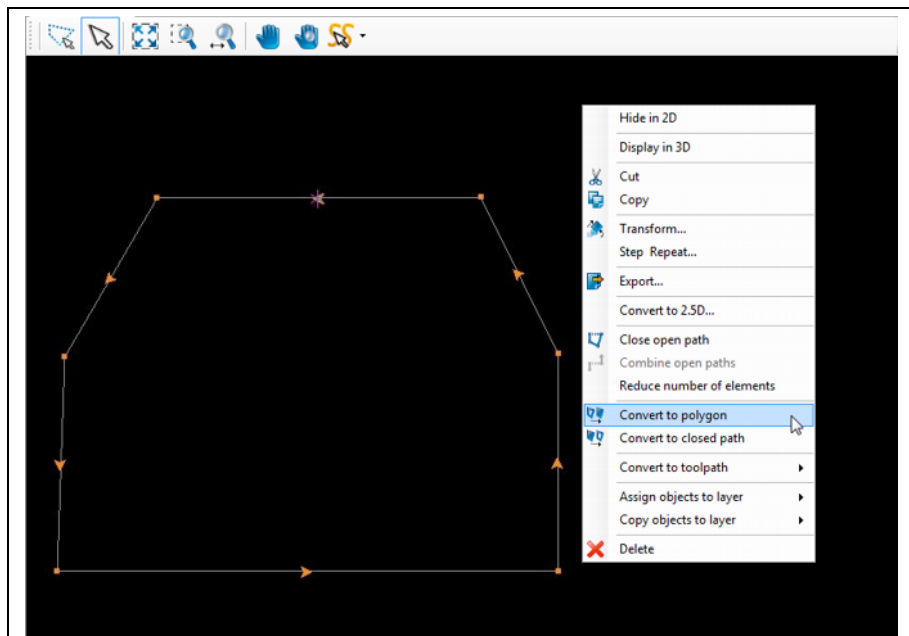 Hide in 2D
Display in 3D
Cut
Copy
Transform...
Step Repeat...
Export...
Convert to 2.5D...
Close open path
Combine open paths
Reduce number of elements
Convert to polygon
Convert to closed path
Convert to toolpath
Assign objects to layer
Copy objects to layer
Delete